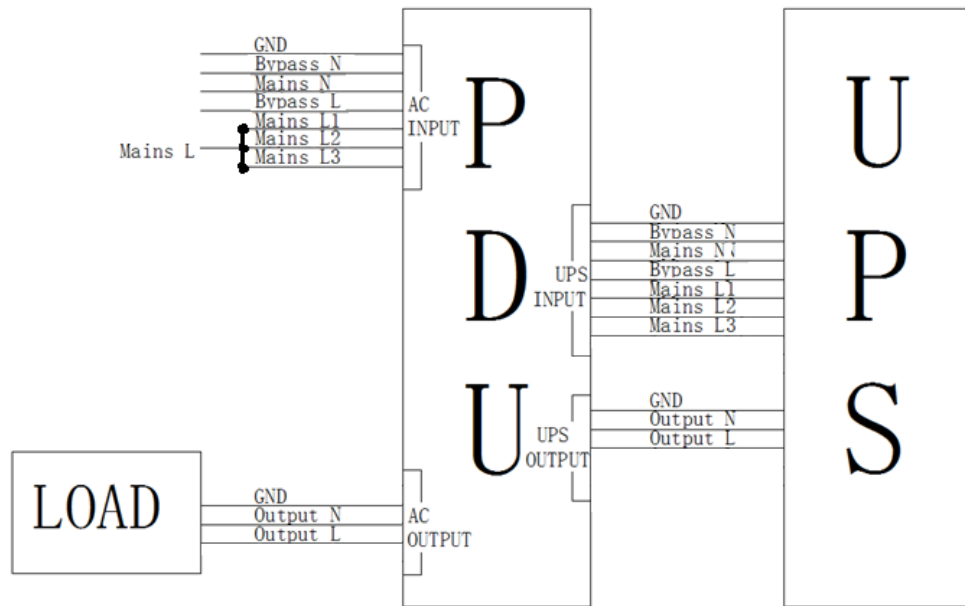 GND
Bypass N
Mains N
Bypass L
Mains L1
Mains L2
Mains L3
Mains L
AC
INPUT
P
D
U
U
P
S
GND
Bypass N
Mains N
Bypass L
Mains L1
Mains L2
Mains L3
UPS
INPUT
GND
Output N
Output L
UPS
OUTPUT
LOAD
GND
Output N
Output L
AC
OUTPUT